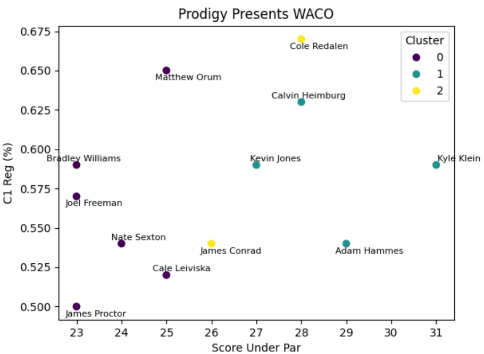 Prodigy Presents WACO
0.675
0.650
0.625
0.600
0.575
0.550
0.525
0.500
C1 Reg (%)
Cole Redalen
Matthew Orum
Calvin Heimburg
Bradley Williams
Kevin Jones
Kyle Klein
Joel Freeman
Nate Sexton
James Conrad
Adam Hammes
Cale Leiviska
James Proctor
Cluster
0
1
2
23 24 25 26 27 28 29 30 31
Score Under Par